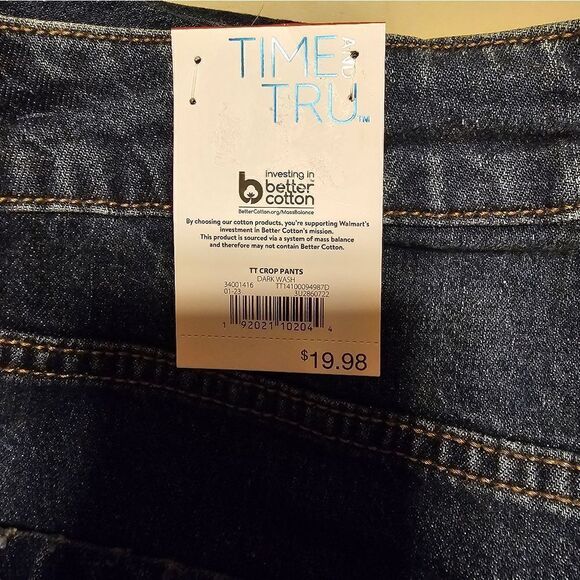 TIME AND
TRU™
investing in
better
cotton
BetterCotton.org/MassBalance
By choosing our cotton products, you're supporting Walmart's
investment in Better Cotton's mission.
This product is sourced via a system of mass balance
and therefore may not contain Better Cotton.
TT CROP PANTS
DARK WASH
34001416 TT14100094987D
01-23 3U2860722
1 92021 10204 4
$19.98